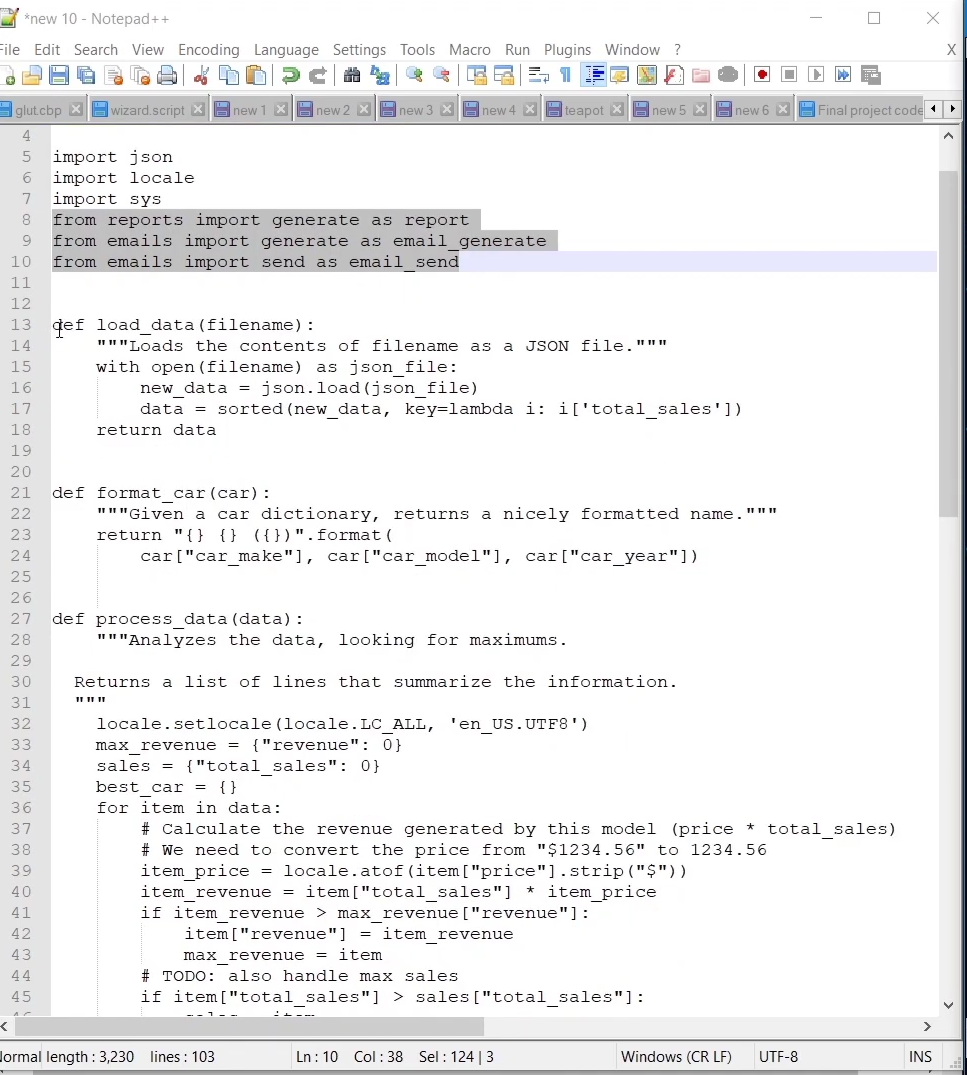 *new 10 - Notepad++
File Edit Search View Encoding Language Settings Tools Macro Run Plugins Window ? X
glut.cbp wizard.script new 1 new 2 new 3 new 4 teapot new 5 new 6 Final project code
4
5 import json
6 import locale
7 import sys
8 from reports import generate as report
9 from emails import generate as email_generate
10 from emails import send as email_send
11
12
13 def load_data(filename):
14 """Loads the contents of filename as a JSON file."""
15 with open(filename) as json_file:
16 new_data = json.load(json_file)
17 data = sorted(new_data, key=lambda i: i['total_sales'])
18 return data
19
20
21 def format_car(car):
22 """Given a car dictionary, returns a nicely formatted name."""
23 return "{} {} ({})".format(
24 car["car_make"], car["car_model"], car["car_year"])
25
26
27 def process_data(data):
28 """Analyzes the data, looking for maximums.
29
30 Returns a list of lines that summarize the information.
31 """
32 locale.setlocale(locale.LC_ALL, 'en_US.UTF8')
33 max_revenue = {"revenue": 0}
34 sales = {"total_sales": 0}
35 best_car = {}
36 for item in data:
37 # Calculate the revenue generated by this model (price * total_sales)
38 # We need to convert the price from "$1234.56" to 1234.56
39 item_price = locale.atof(item["price"].strip("$"))
40 item_revenue = item["total_sales"] * item_price
41 if item_revenue > max_revenue["revenue"]:
42 item["revenue"] = item_revenue
43 max_revenue = item
44 # TODO: also handle max sales
45 if item["total_sales"] > sales["total_sales"]:
Normal length : 3,230 lines : 103 Ln : 10 Col : 38 Sel : 124 | 3 Windows (CR LF) UTF-8 INS